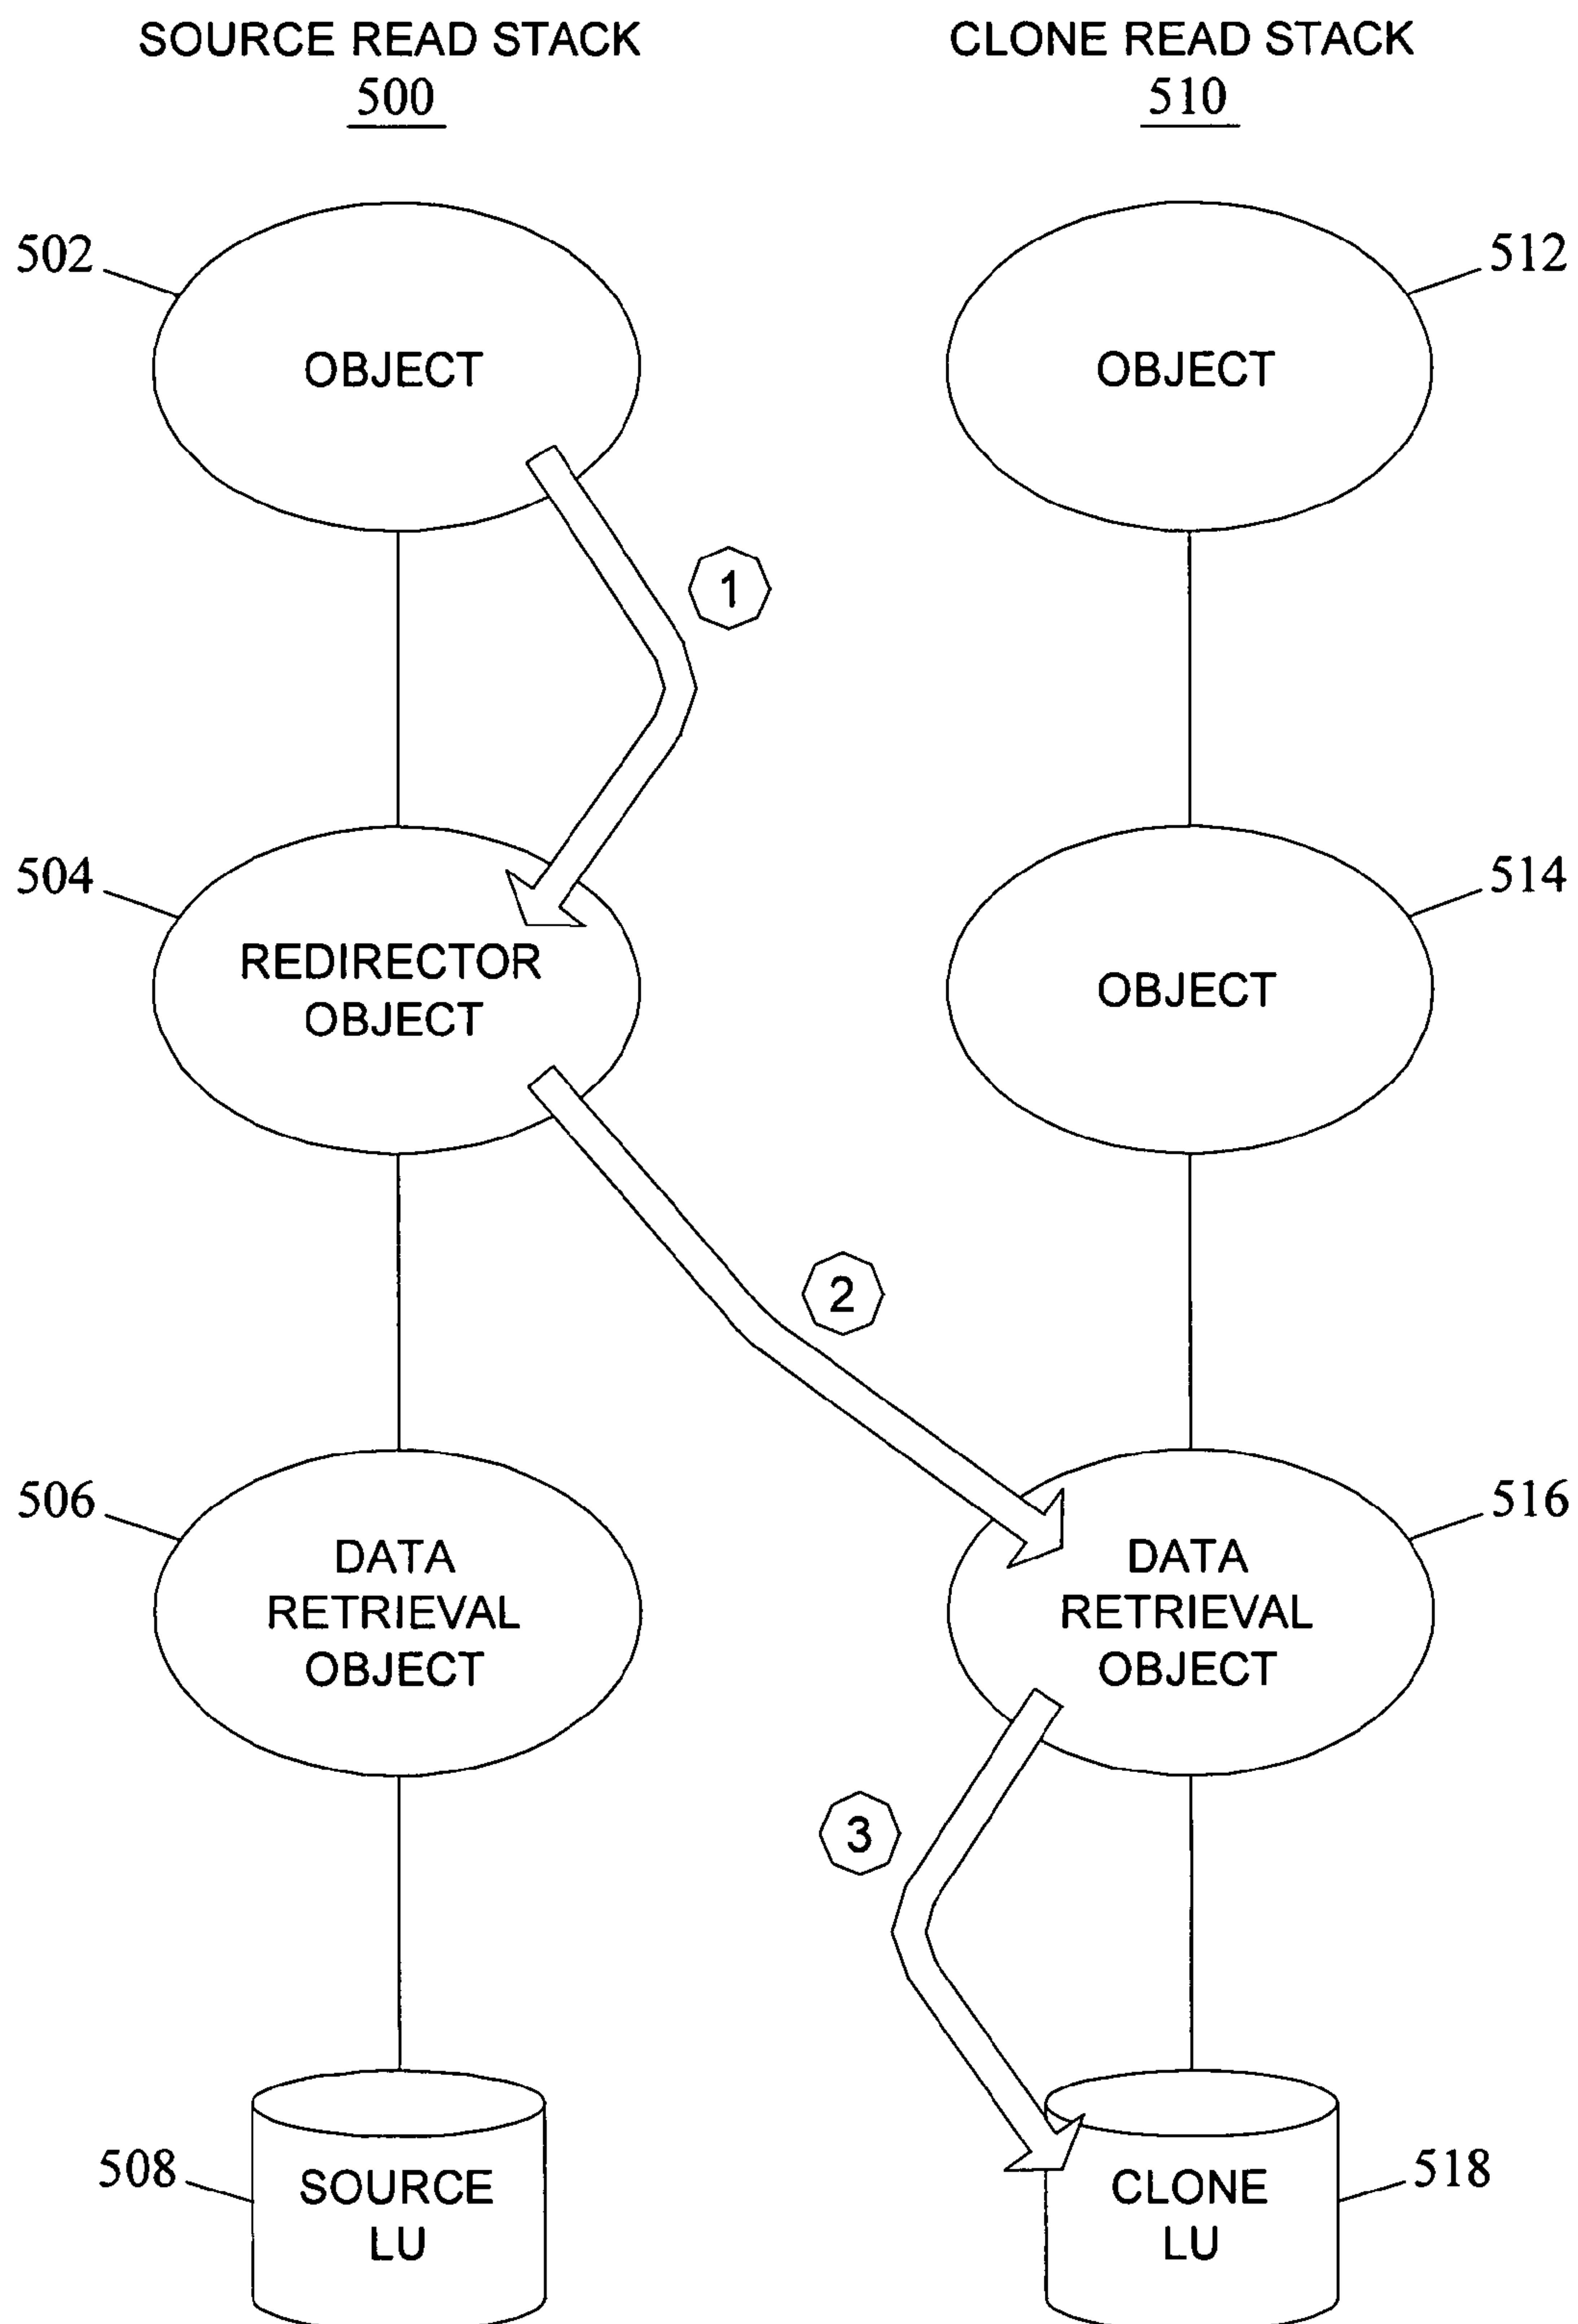 SOURCE READ STACK
500
CLONE READ STACK
510
502
OBJECT
OBJECT
512
1
504
REDIRECTOR
OBJECT
OBJECT
514
2
506
DATA
RETRIEVAL
OBJECT
DATA
RETRIEVAL
OBJECT
516
3
508
SOURCE
LU
CLONE
LU
518